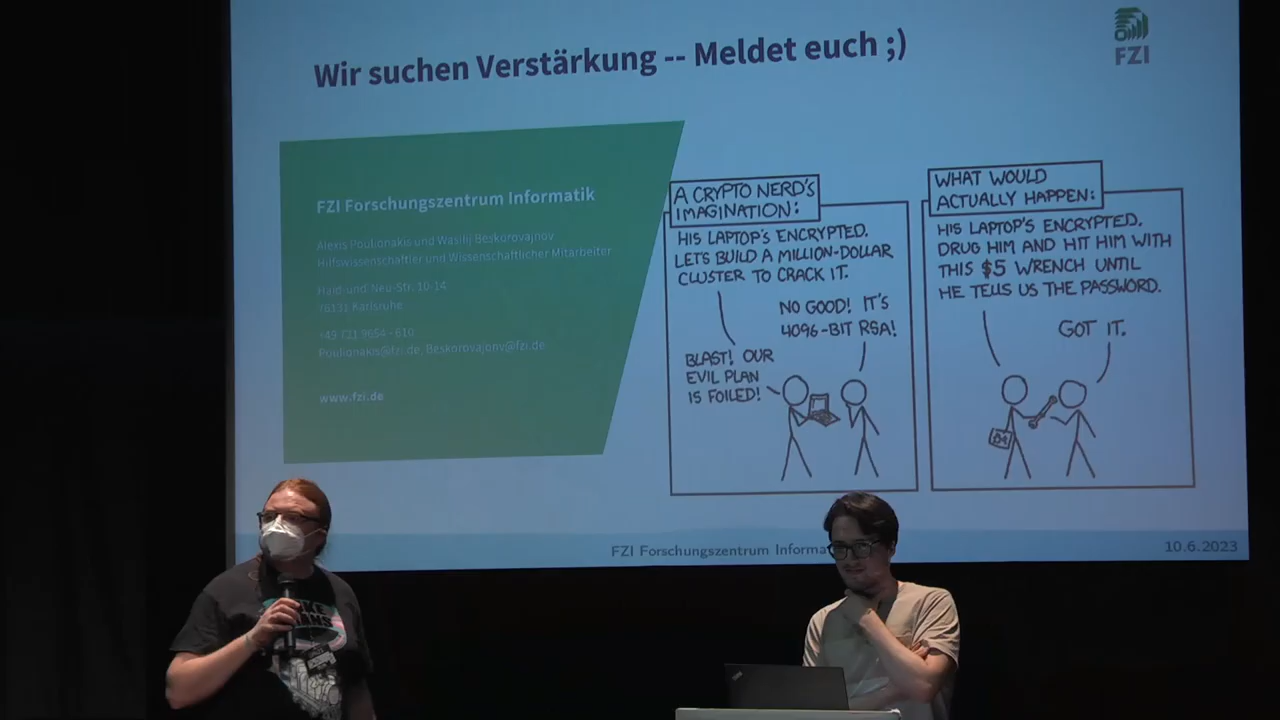 Wir suchen Verstärkung -- Meldet euch ;)
FZI
FZI Forschungszentrum Informatik
Alexis Poulionakis und Wasilij Beskorovajnov
Hilfswissenschaftler und Wissenschaftlicher Mitarbeiter
Haid-und-Neu-Str. 10-14
76131 Karlsruhe
+49 721 9654 - 610
Poulionakis@fzi.de, Beskorovajonv@fzi.de
www.fzi.de
A CRYPTO NERD'S
IMAGINATION:
HIS LAPTOP'S ENCRYPTED.
LET'S BUILD A MILLION-DOLLAR
CLUSTER TO CRACK IT.
NO GOOD! IT'S
4096-BIT RSA!
BLAST! OUR
EVIL PLAN
IS FOILED!
WHAT WOULD
ACTUALLY HAPPEN:
HIS LAPTOP'S ENCRYPTED.
DRUG HIM AND HIT HIM WITH
THIS $5 WRENCH UNTIL
HE TELLS US THE PASSWORD.
GOT IT.
FZI Forschungszentrum Informa
10.6.2023